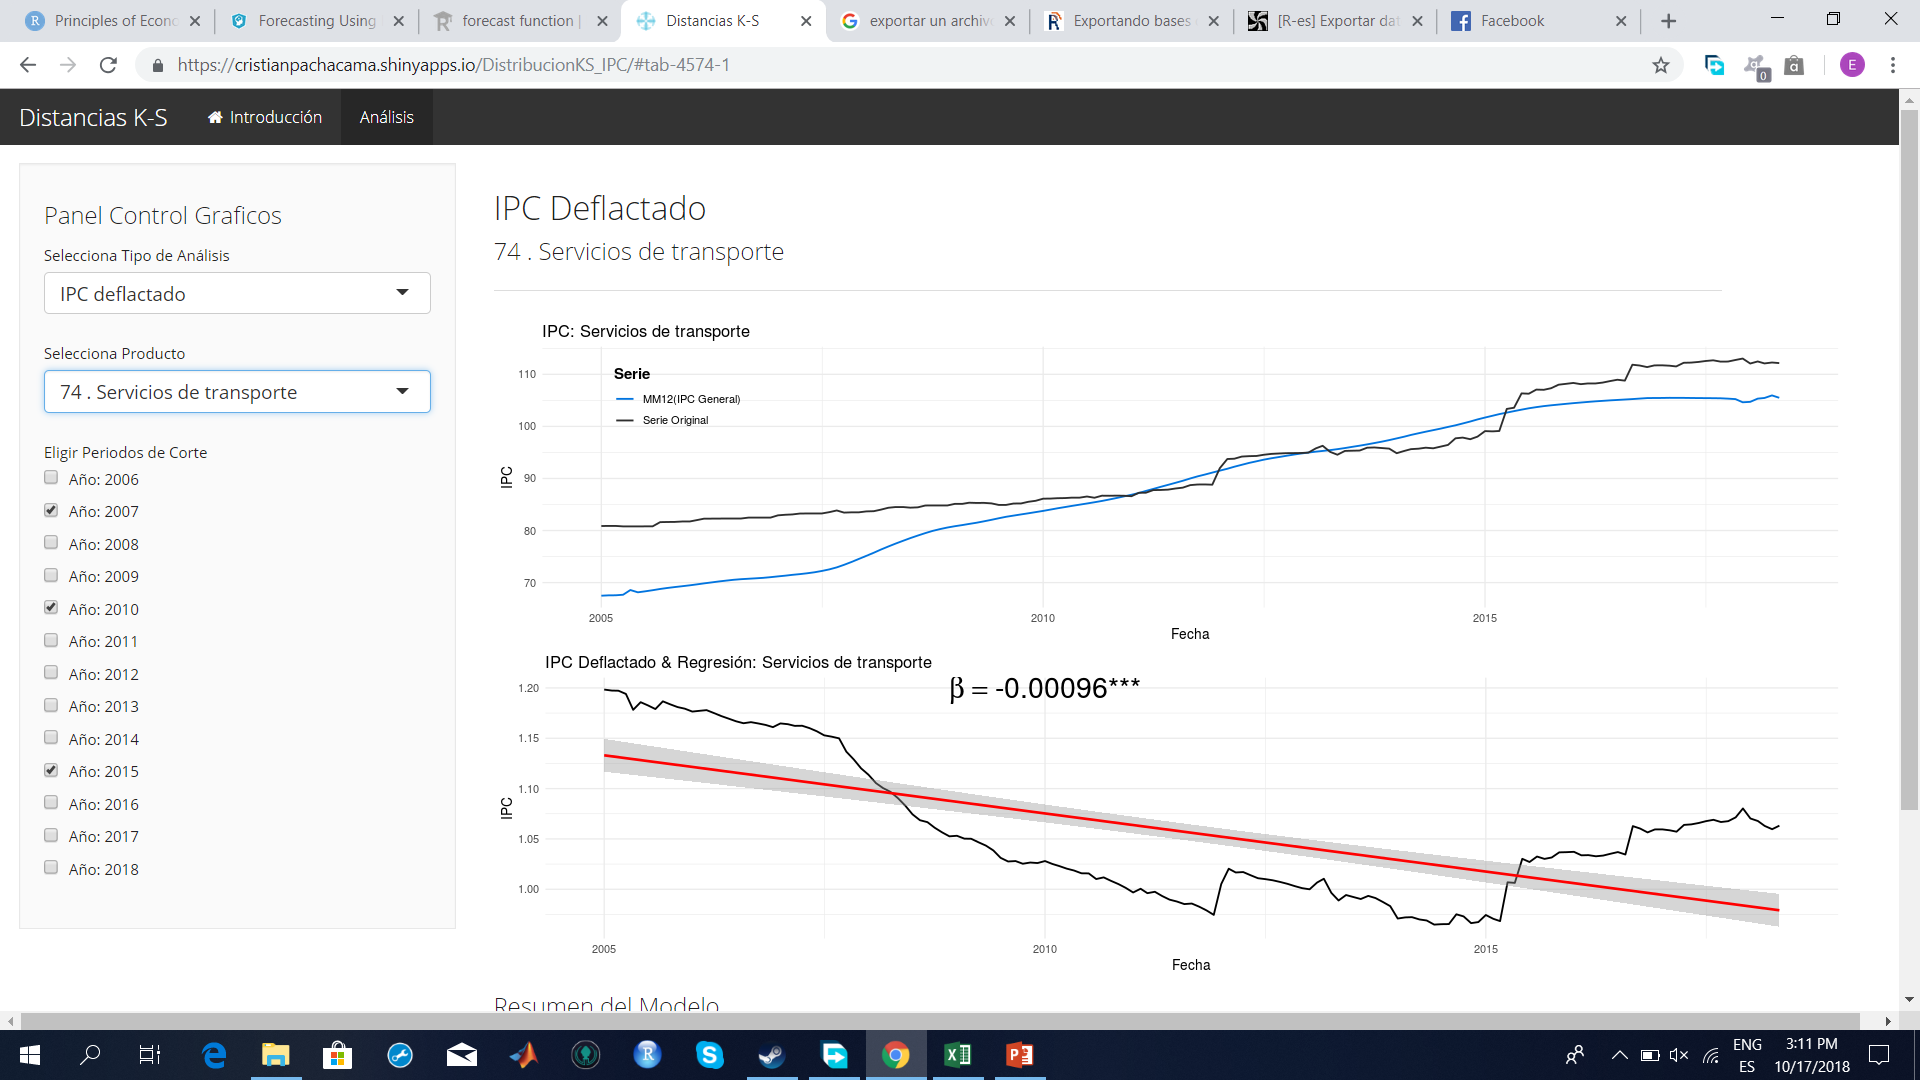 Principles of Econo
Forecasting Using
forecast function |
Distancias K-S
exportar un archivo
Exportando bases
[R-es] Exportar dat
Facebook
https://cristianpachacama.shinyapps.io/DistribucionKS_IPC/#tab-4574-1
0
E
Distancias K-S
Introducción
Análisis
Panel Control Graficos
Selecciona Tipo de Análisis
IPC deflactado
Selecciona Producto
74 . Servicios de transporte
Eligir Periodos de Corte
Año: 2006
Año: 2007
Año: 2008
Año: 2009
Año: 2010
Año: 2011
Año: 2012
Año: 2013
Año: 2014
Año: 2015
Año: 2016
Año: 2017
Año: 2018
IPC Deflactado
74 . Servicios de transporte
IPC: Servicios de transporte
Serie
MM12(IPC General)
Serie Original
110
100
90
80
70
IPC
2005
2010
2015
Fecha
IPC Deflactado & Regresión: Servicios de transporte
β = -0.00096***
1.20
1.15
1.10
1.05
1.00
IPC
2005
2010
2015
Fecha
Resumen del Modelo
ENG
ES
3:11 PM
10/17/2018